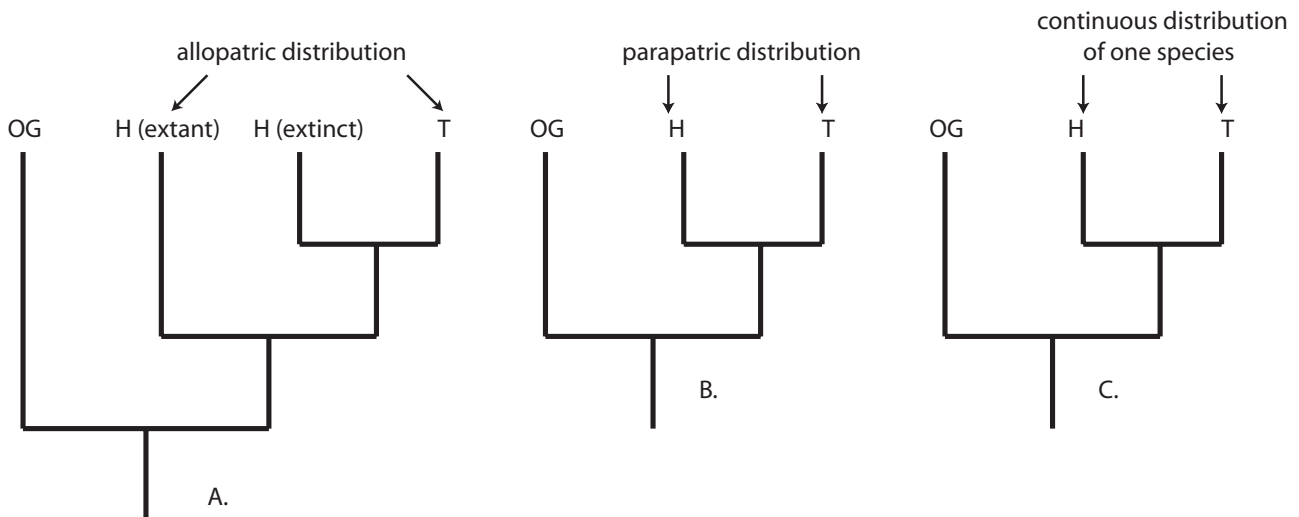 allopatric distribution
OG H (extant) H (extinct) T
A.
parapatric distribution
OG H T
B.
continuous distribution
of one species
OG H T
C.